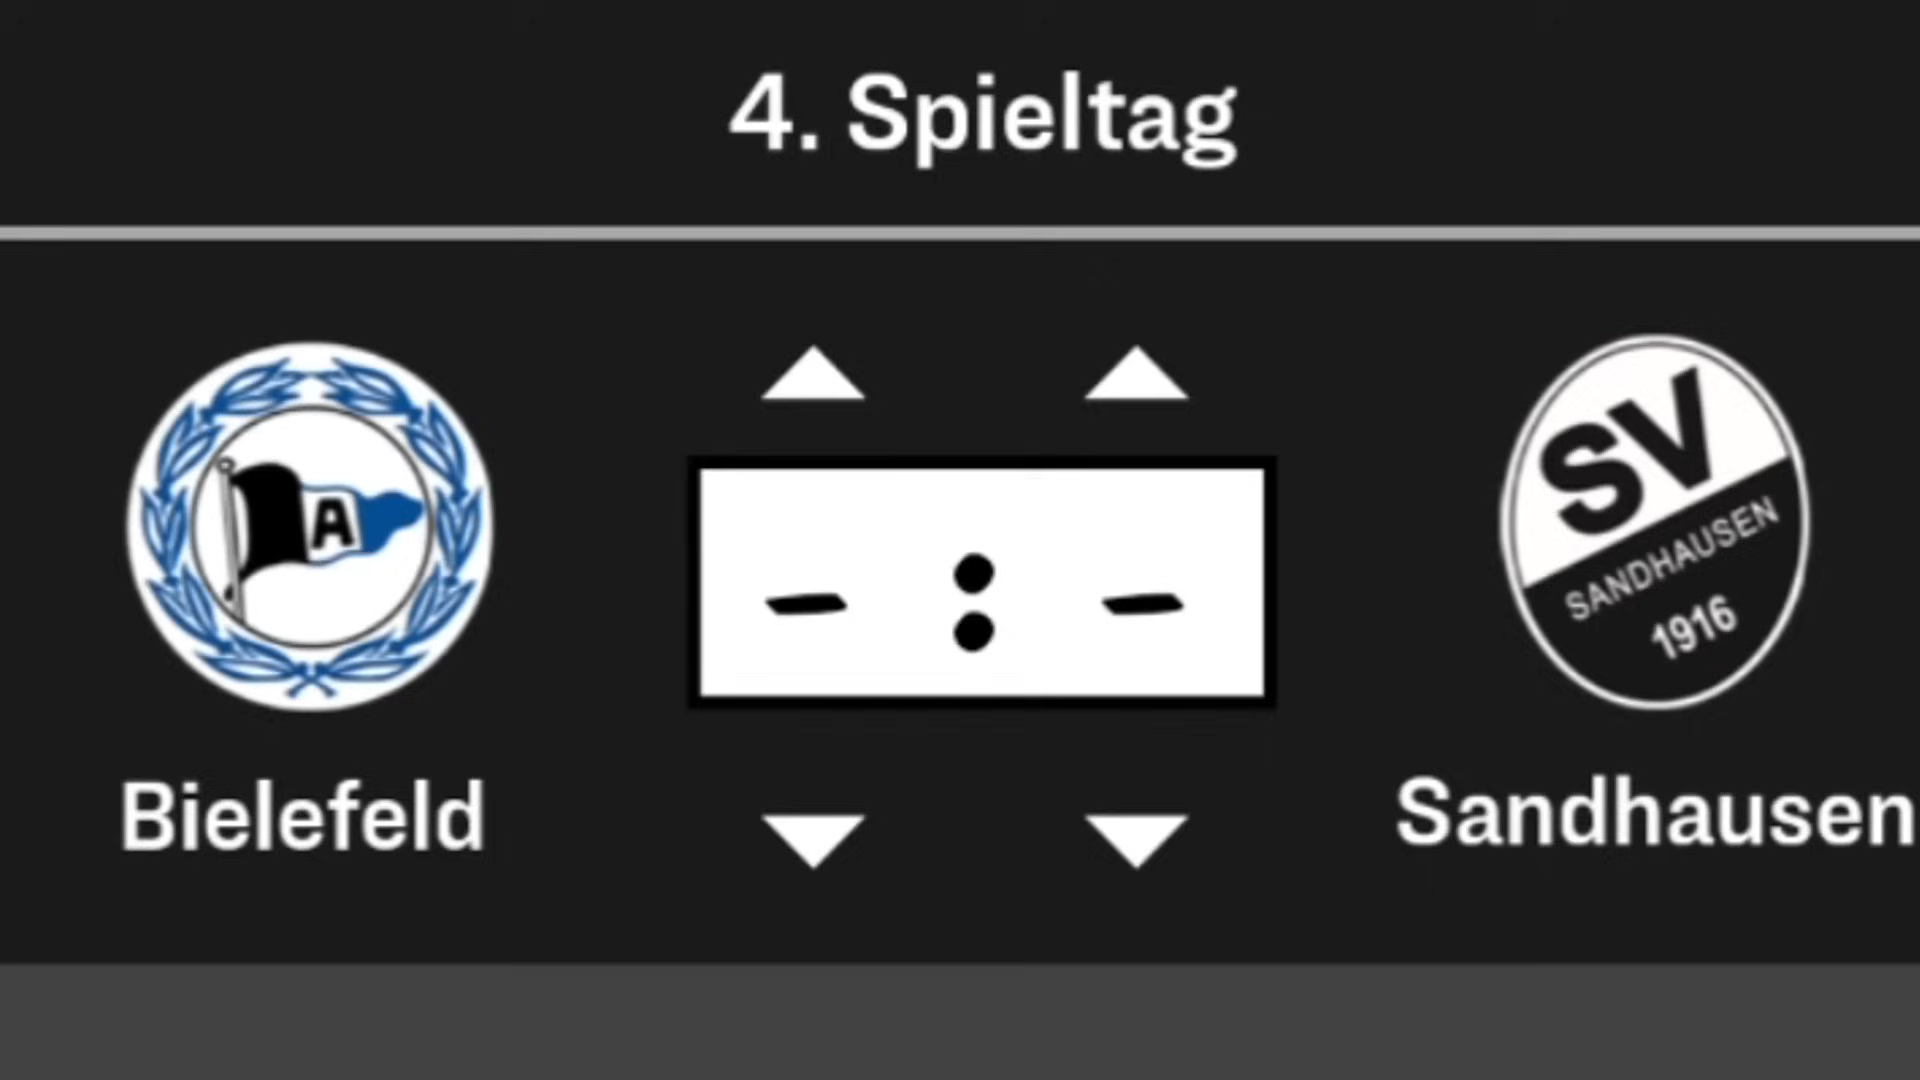 4. Spieltag
A
SV
SANDHAUSEN
1916
- : -
Bielefeld
Sandhausen